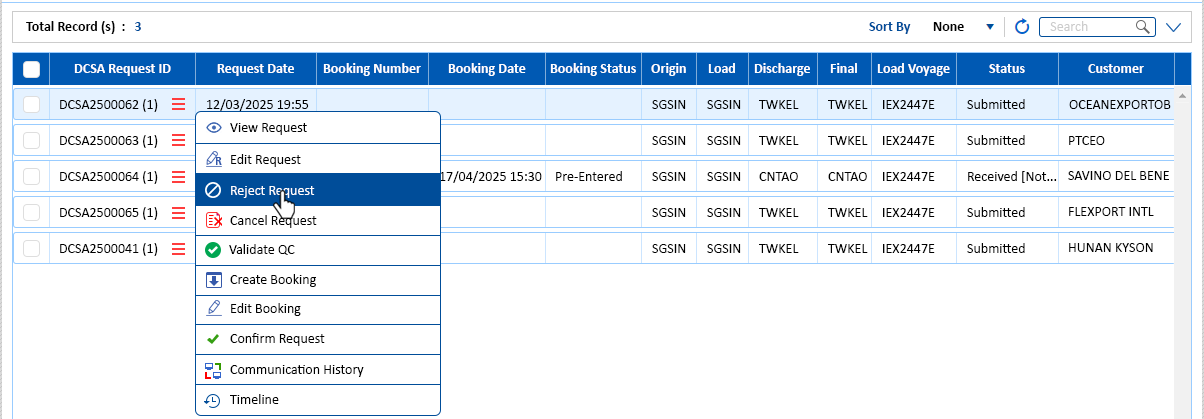 Total Record (s) : 3 Sort By None Search
DCSA Request ID Request Date Booking Number Booking Date Booking Status Origin Load Discharge Final Load Voyage Status Customer
DCSA2500062 (1) 12/03/2025 19:55 SGSIN SGSIN TWKEL TWKEL IEX2447E Submitted OCEANEXPORTOB
DCSA2500063 (1) SGSIN SGSIN TWKEL TWKEL IEX2447E Submitted PTCEO
DCSA2500064 (1) 17/04/2025 15:30 Pre-Entered SGSIN SGSIN CNTAO CNTAO IEX2447E Received [Not... SAVINO DEL BENE
DCSA2500065 (1) SGSIN SGSIN TWKEL TWKEL IEX2447E Submitted FLEXPORT INTL
DCSA2500041 (1) SGSIN SGSIN TWKEL TWKEL IEX2447E Submitted HUNAN KYSON
View Request
Edit Request
Reject Request
Cancel Request
Validate QC
Create Booking
Edit Booking
Confirm Request
Communication History
Timeline